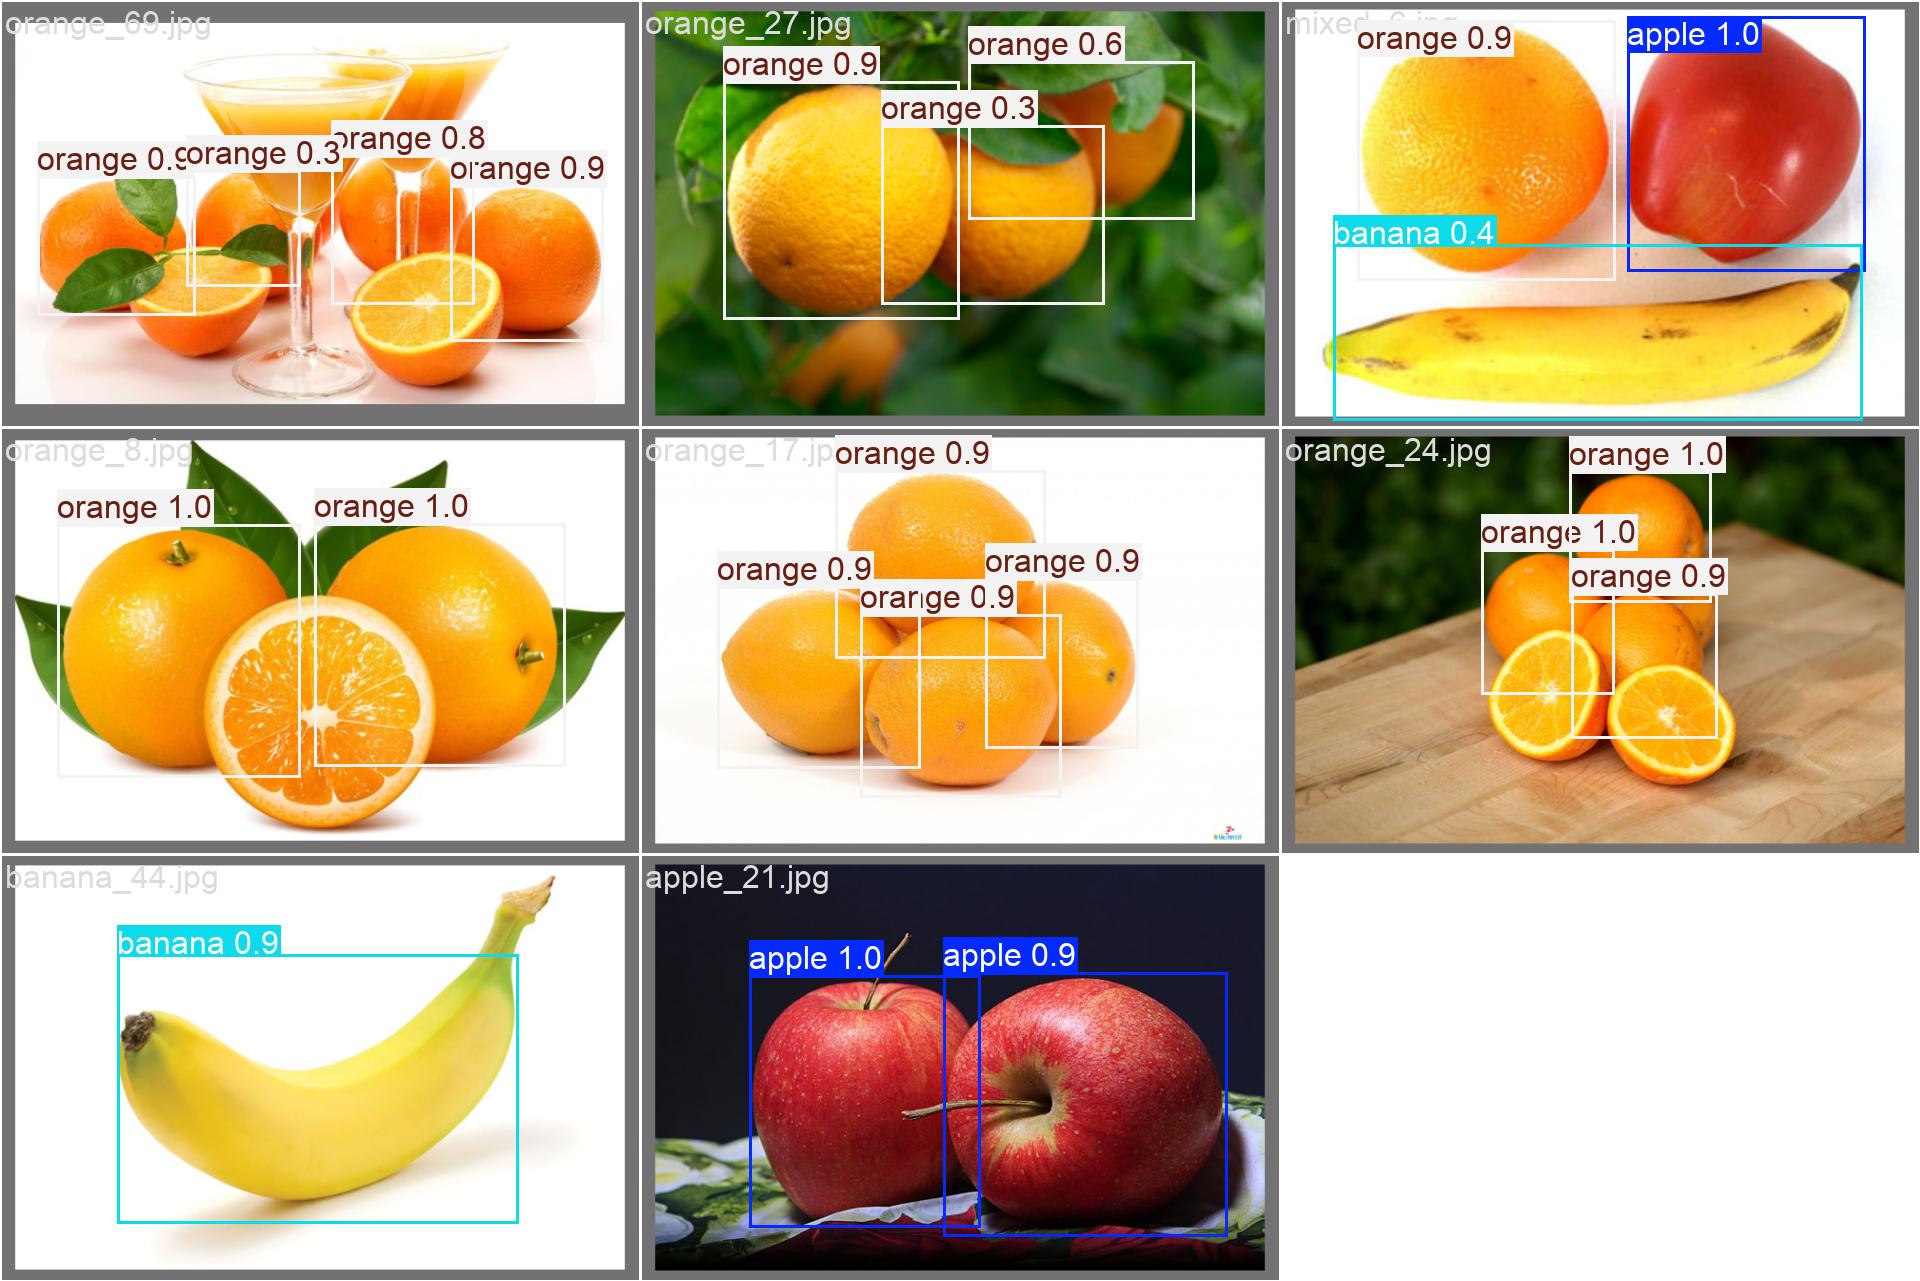 orange_69.jpg
orange 0.9
orange 0.3
orange 0.8
orange 0.9
orange_27.jpg
orange 0.9
orange 0.3
orange 0.6
mixed_6.jpg
orange 0.9
apple 1.0
banana 0.4
orange_8.jpg
orange 1.0
orange 1.0
orange_17.jp
orange 0.9
orange 0.9
orange 0.9
orange 0.9
orange_24.jpg
orange 1.0
orange 1.0
orange 0.9
banana_44.jpg
banana 0.9
apple_21.jpg
apple 1.0
apple 0.9